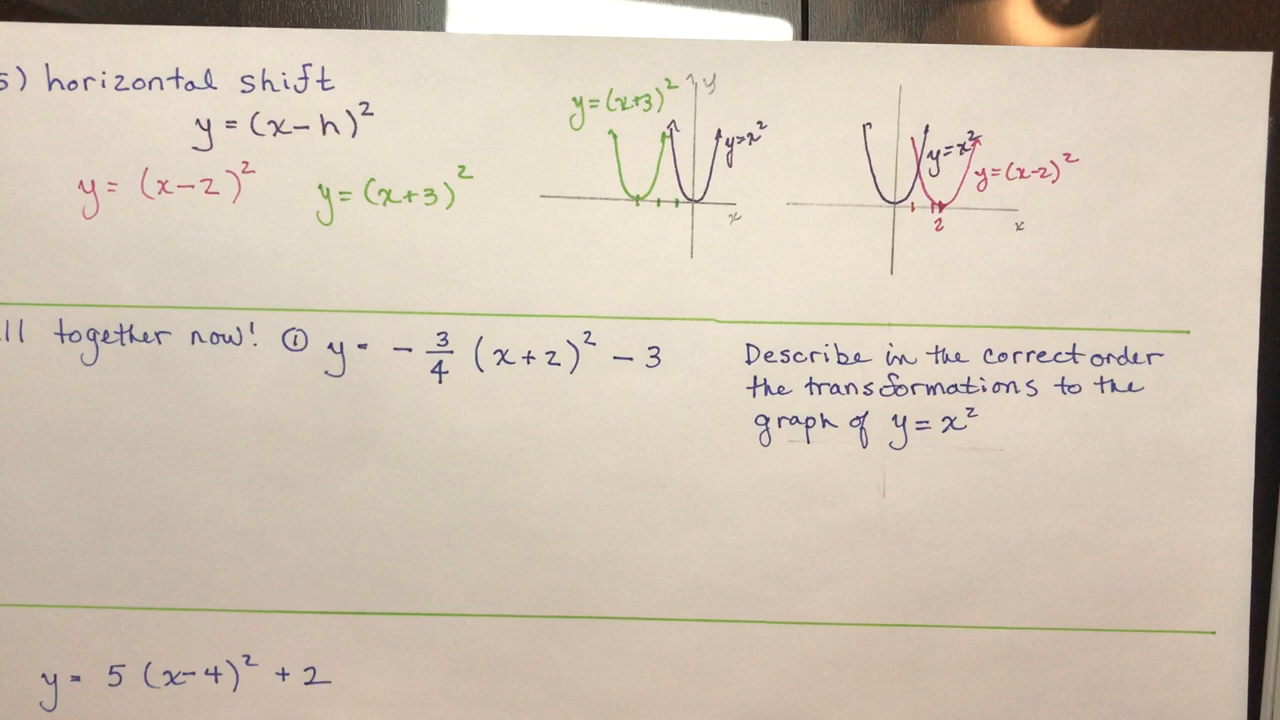 5) horizontal shift
y = (x-h)²
y = (x-2)² y = (x+3)²
y=(x+3)² y
y=x²
x
y=x²
y=(x-2)²
2
x
ll together now! ① y = - 3/4 (x+2)² - 3
Describe in the correct order
the transformations to the
graph of y = x²
y = 5 (x-4)² + 2